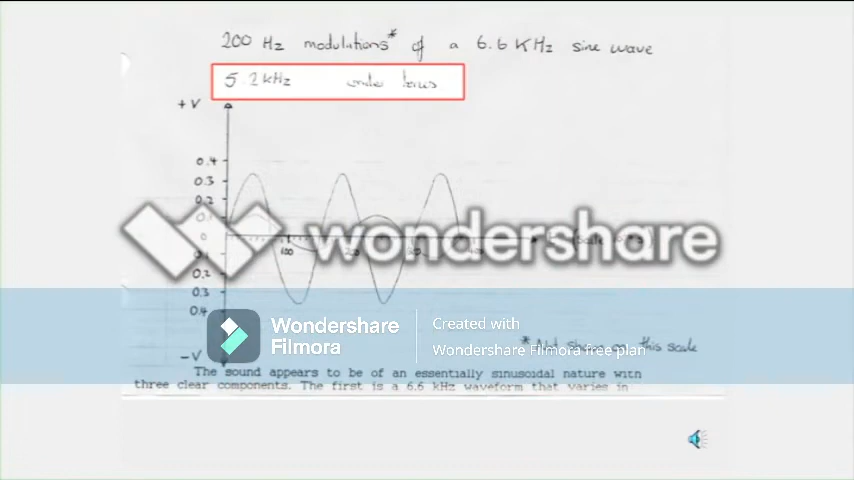 200 Hz modulations* of a 6.6 KHz sine wave
5.2 kHz
+V
0.4
0.3
0.2
0.1
0
100
200
0.1
0.2
0.3
0.4
-V
wondershare
Wondershare
Filmora
Created with
Wondershare Filmora free plan
* Not shown on this scale
The sound appears to be of an essentially sinusoidal nature with
three clear components. The first is a 6.6 kHz waveform that varies in